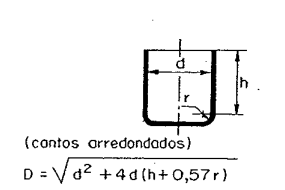 d
h
r
(cantos arredondados)
D = √d² + 4d(h + 0,57r)